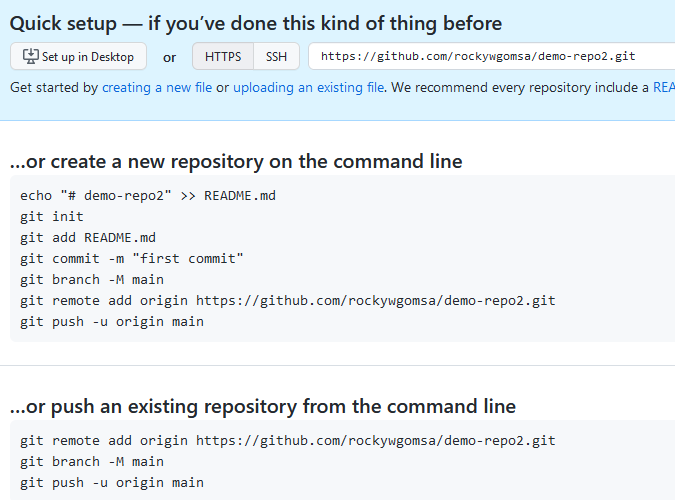 Quick setup — if you’ve done this kind of thing before
Set up in Desktop or HTTPS SSH https://github.com/rockywgomsa/demo-repo2.git
Get started by creating a new file or uploading an existing file. We recommend every repository include a REA
…or create a new repository on the command line
echo "# demo-repo2" >> README.md
git init
git add README.md
git commit -m "first commit"
git branch -M main
git remote add origin https://github.com/rockywgomsa/demo-repo2.git
git push -u origin main
…or push an existing repository from the command line
git remote add origin https://github.com/rockywgomsa/demo-repo2.git
git branch -M main
git push -u origin main